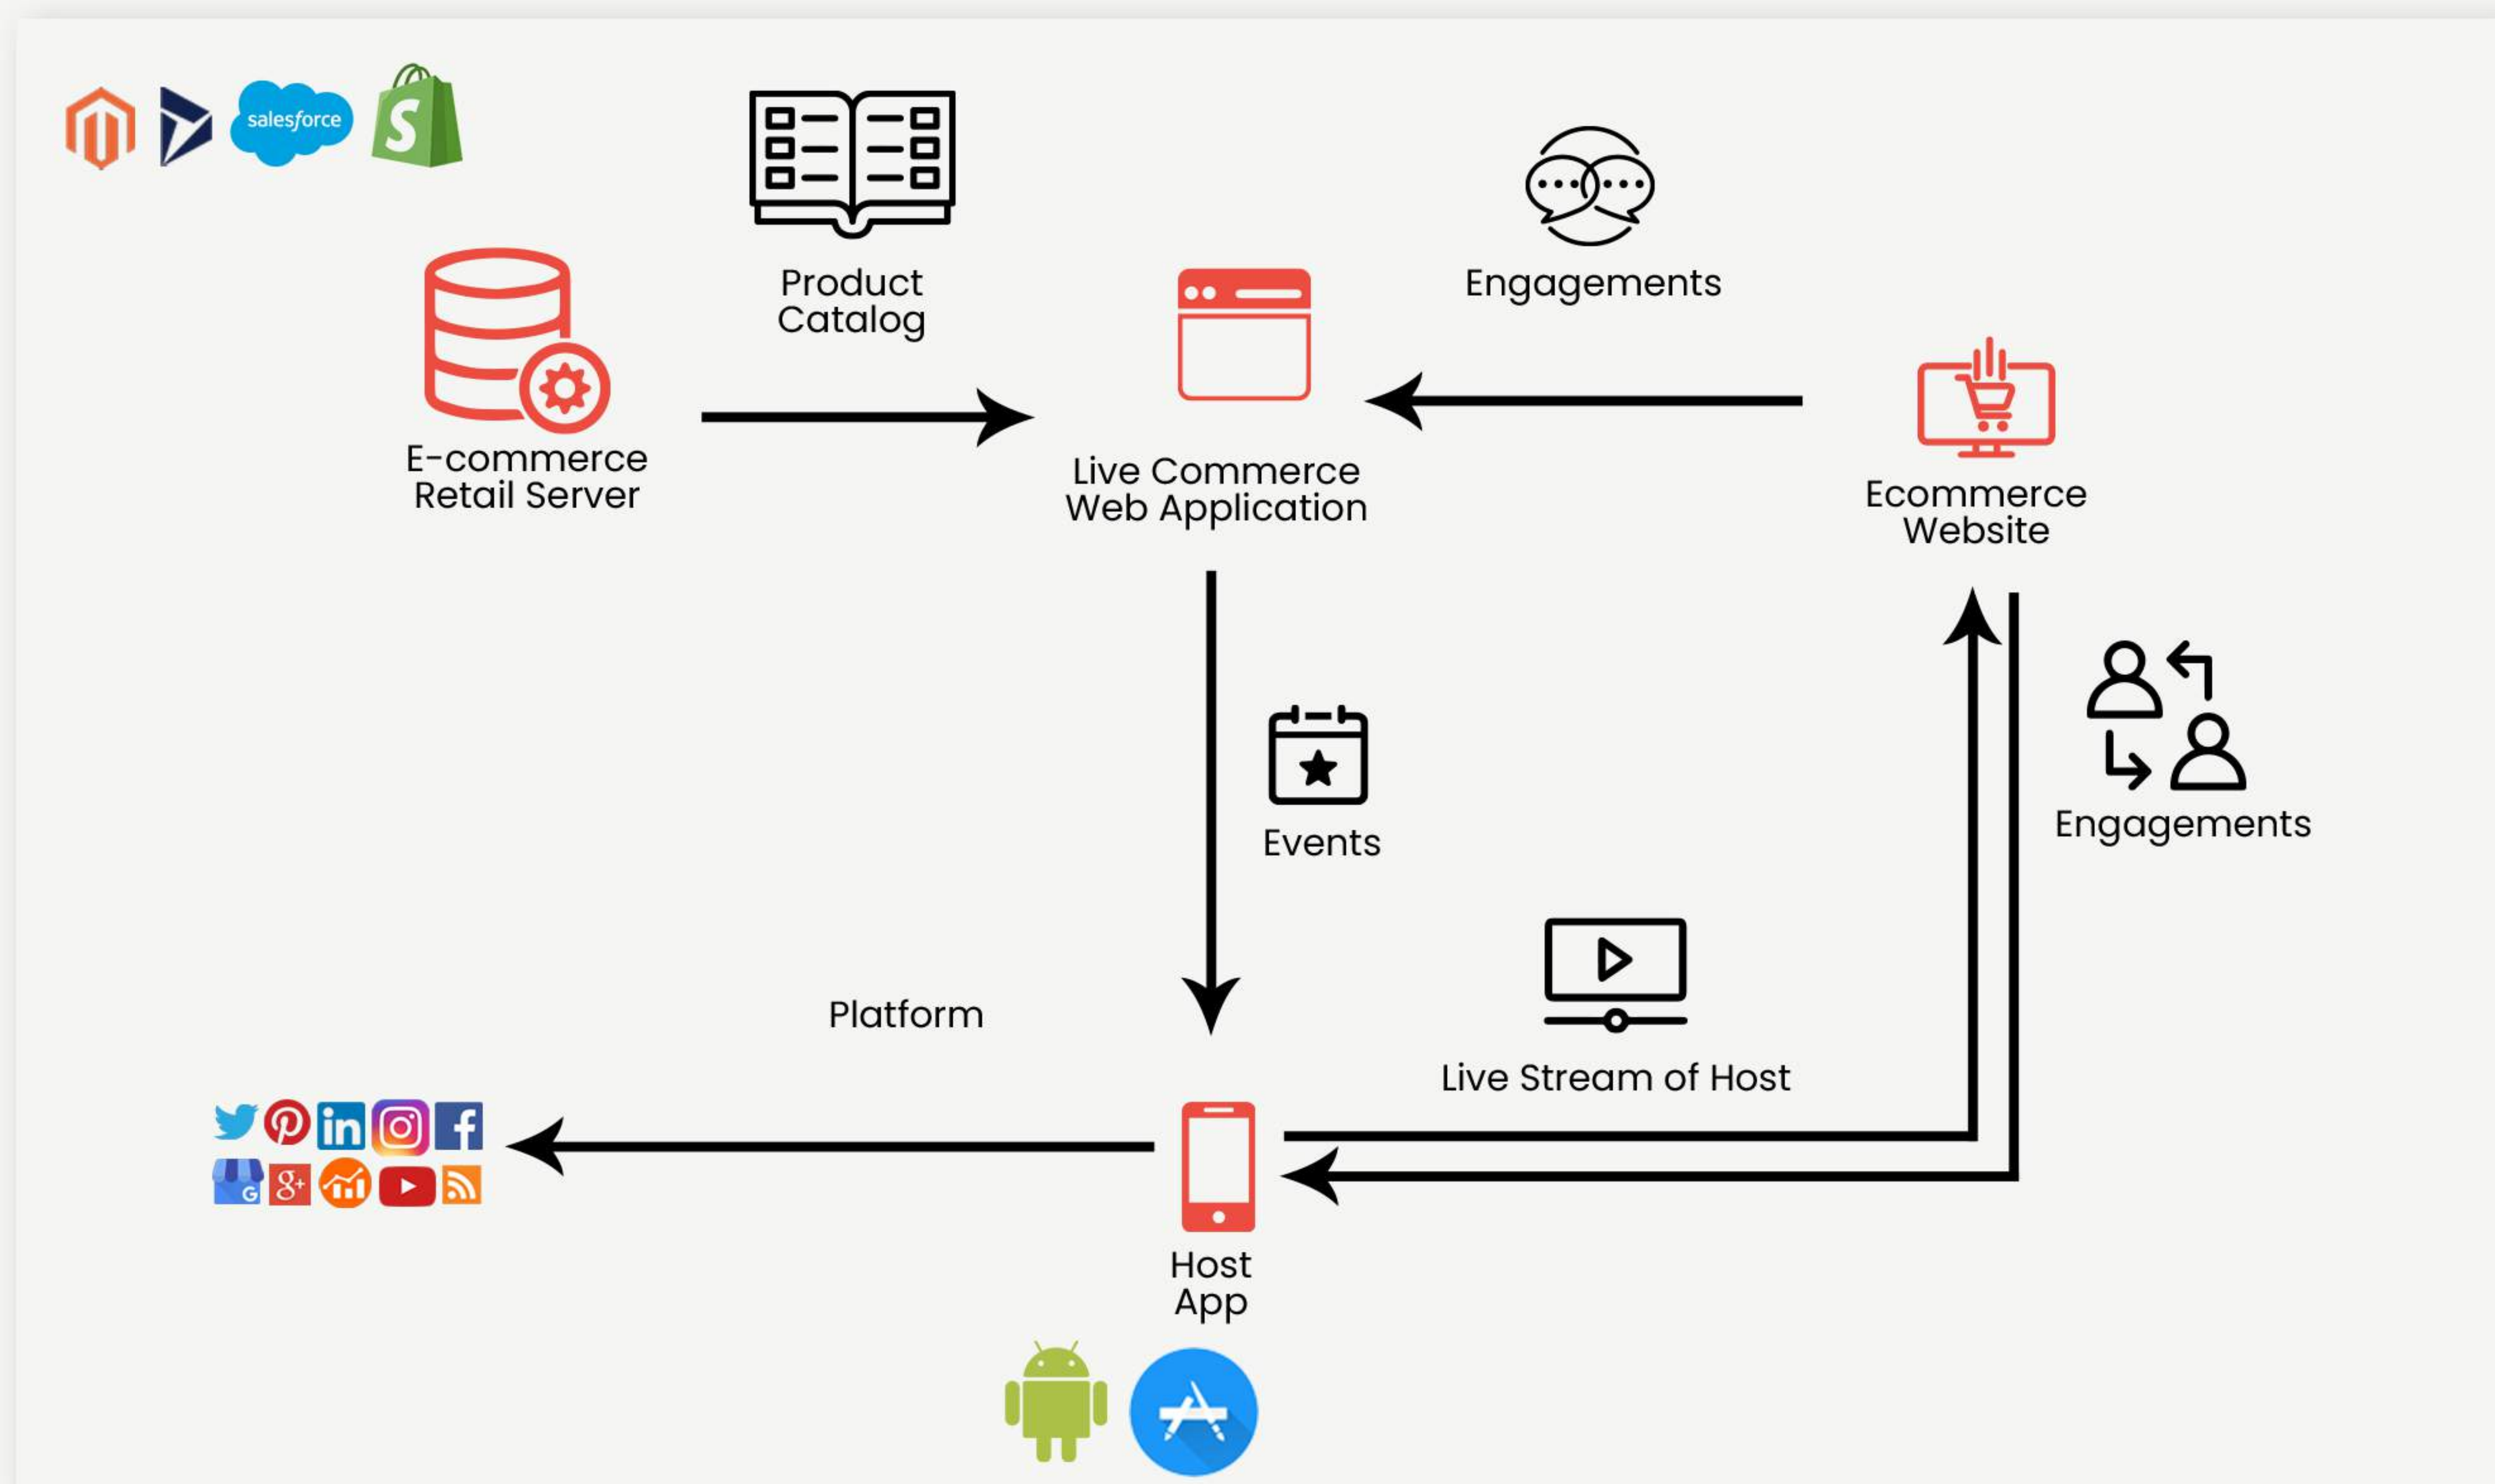 salesforce
Product
Catalog
Engagements
E-commerce
Retail Server
Live Commerce
Web Application
Ecommerce
Website
Events
Engagements
Platform
Live Stream of Host
in
f
G
g+
Host
App